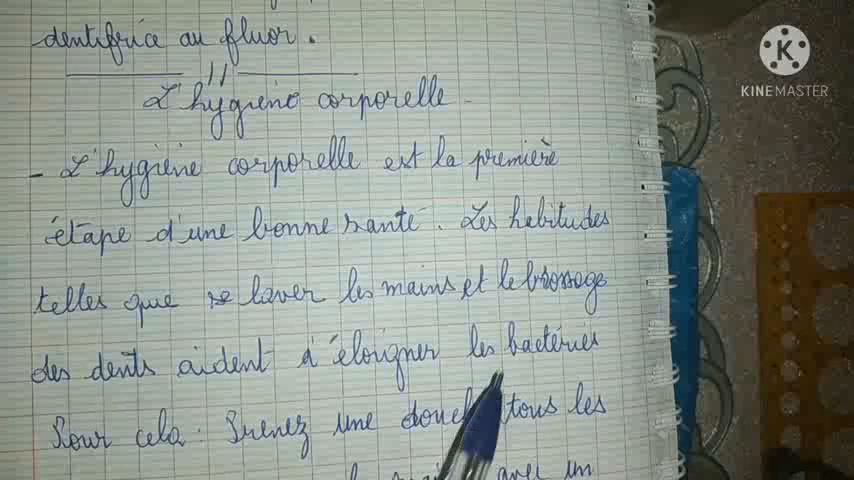 dentifrice au fluor.
L'hygiène corporelle.
- L'hygiène corporelle est la première
étape d'une bonne santé. Les habitudes
telles que se laver les mains et le brossage
des dents aident à éloigner les bactéries
Pour cela : Prenez une douche tous les
avec un
K
KINEMASTER